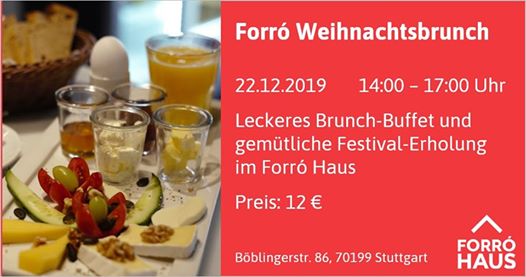 Forró Weihnachtsbrunch
22.12.2019 14:00 – 17:00 Uhr
Leckeres Brunch-Buffet und
gemütliche Festival-Erholung
im Forró Haus
Preis: 12 €
Böblingerstr. 86, 70199 Stuttgart
FORRÓ
HAUS